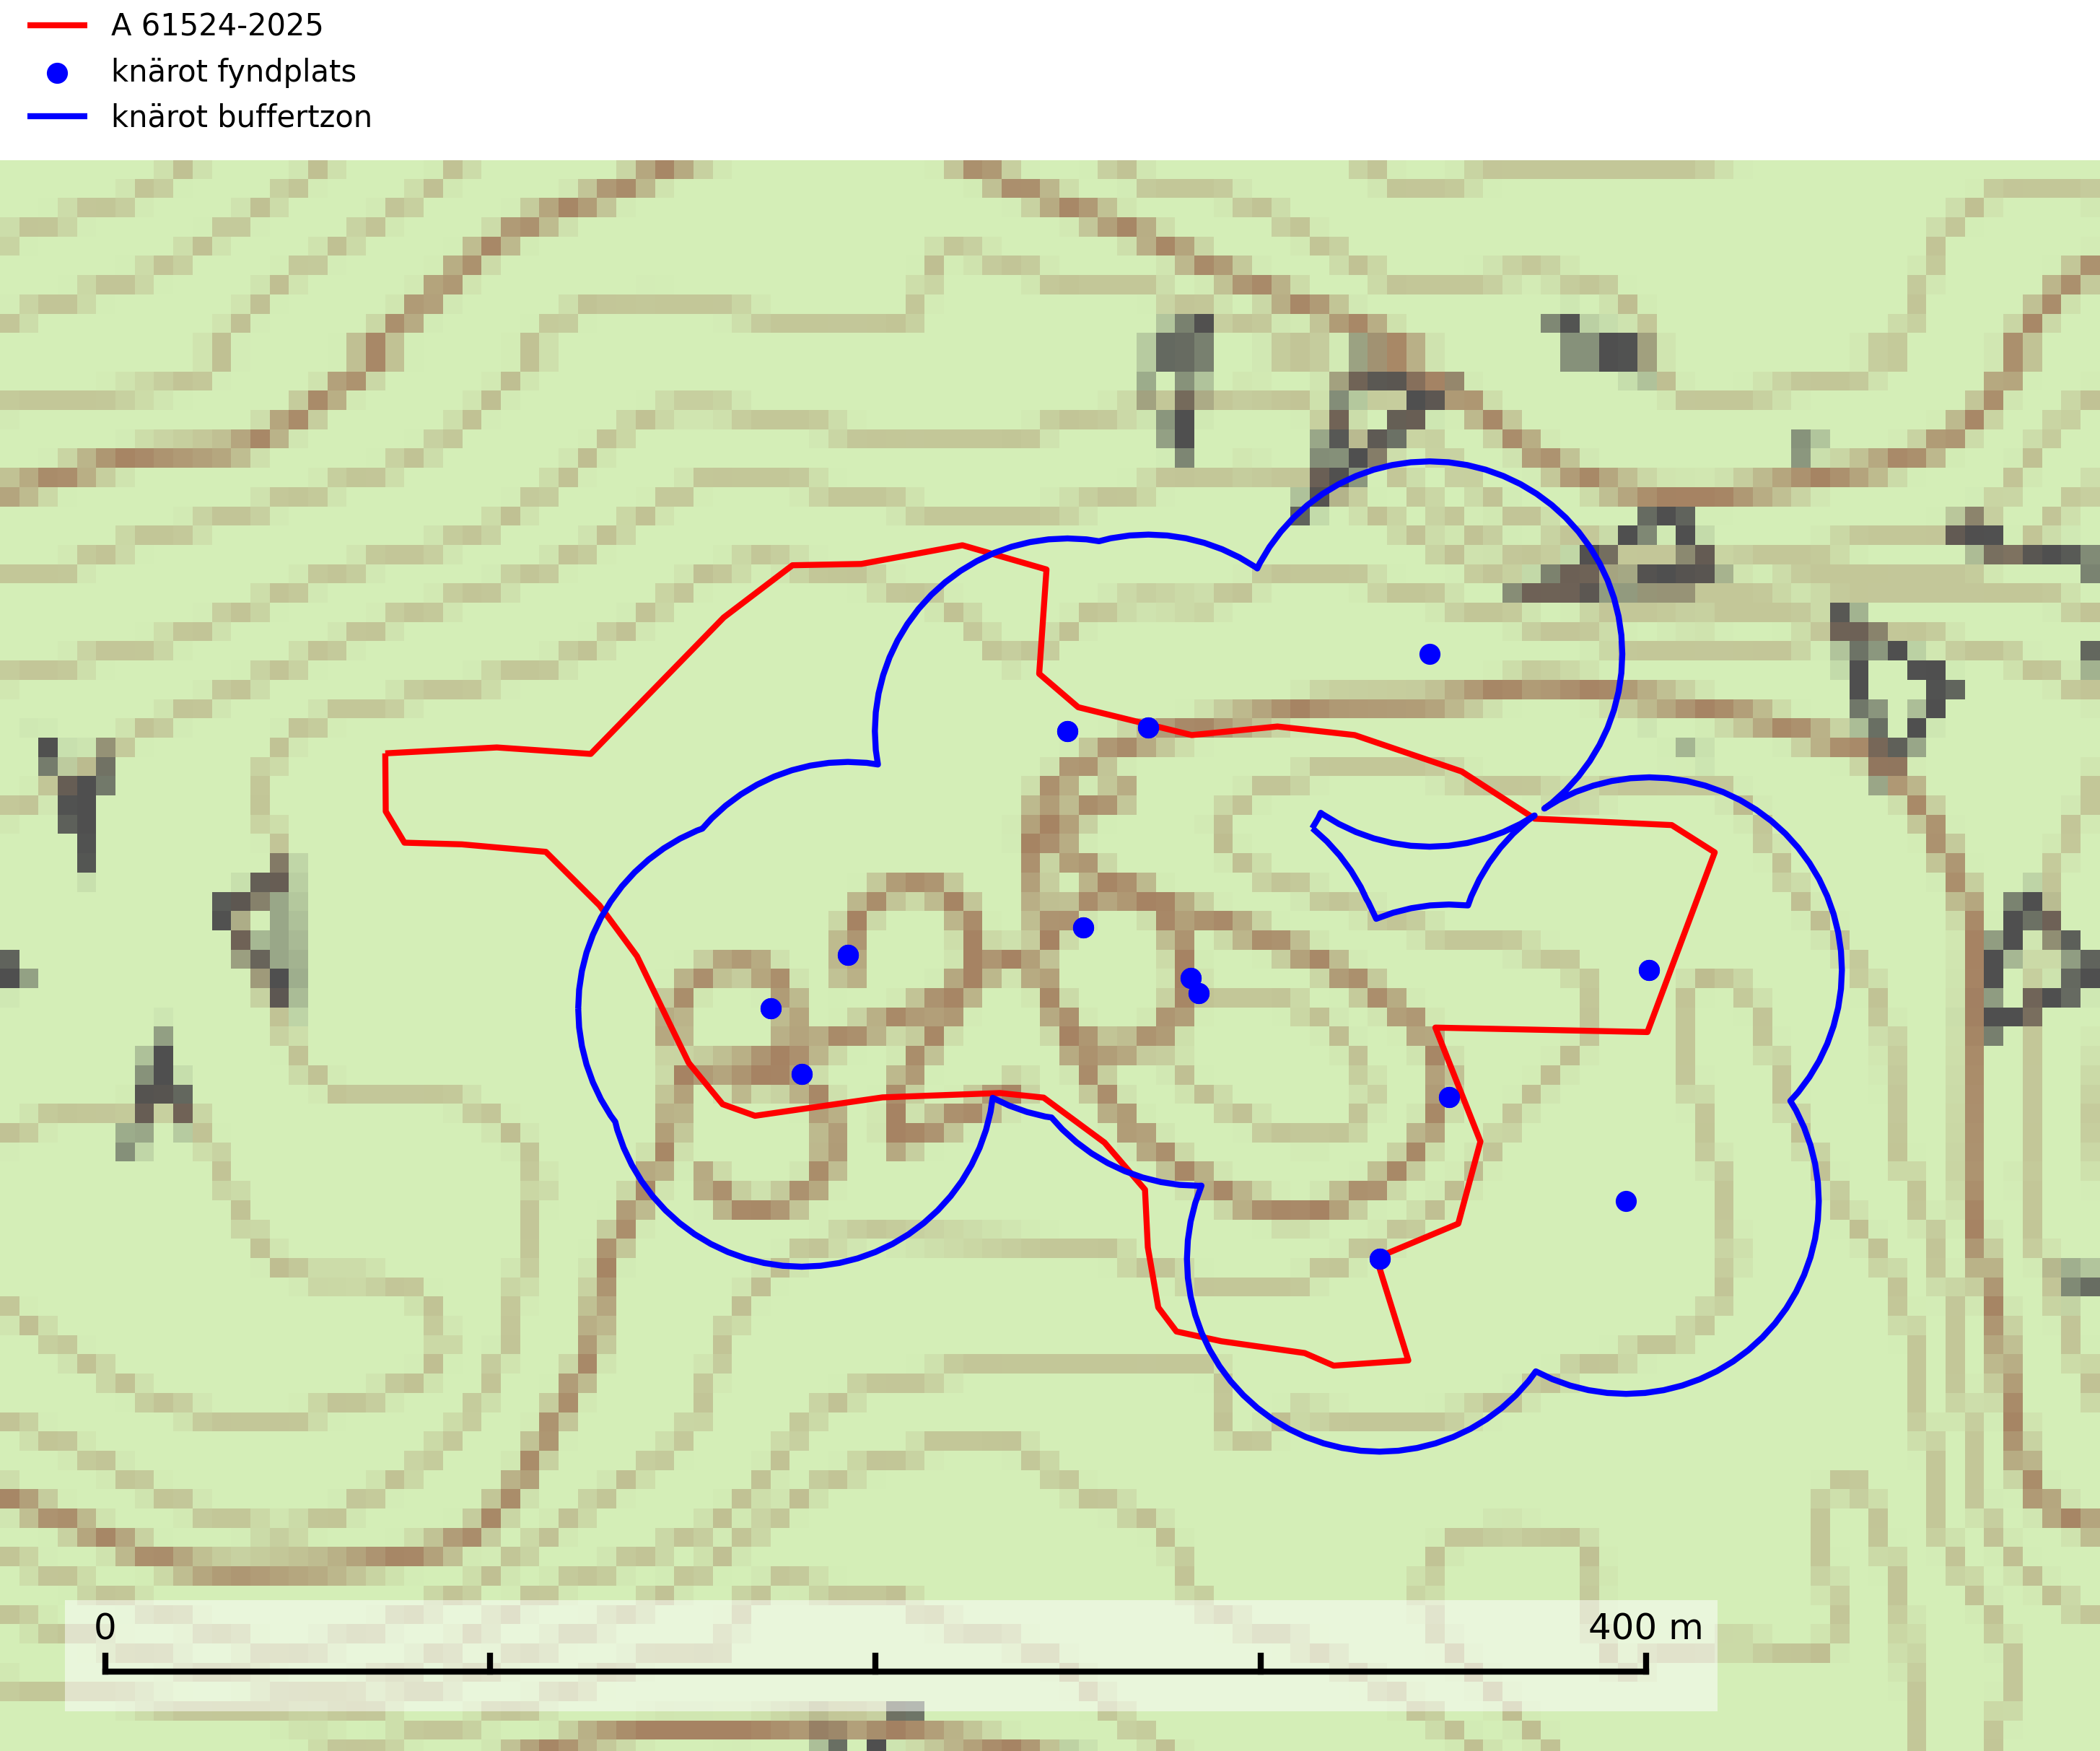 A 61524-2025
knärot fyndplats
knärot buffertzon
0 400 m